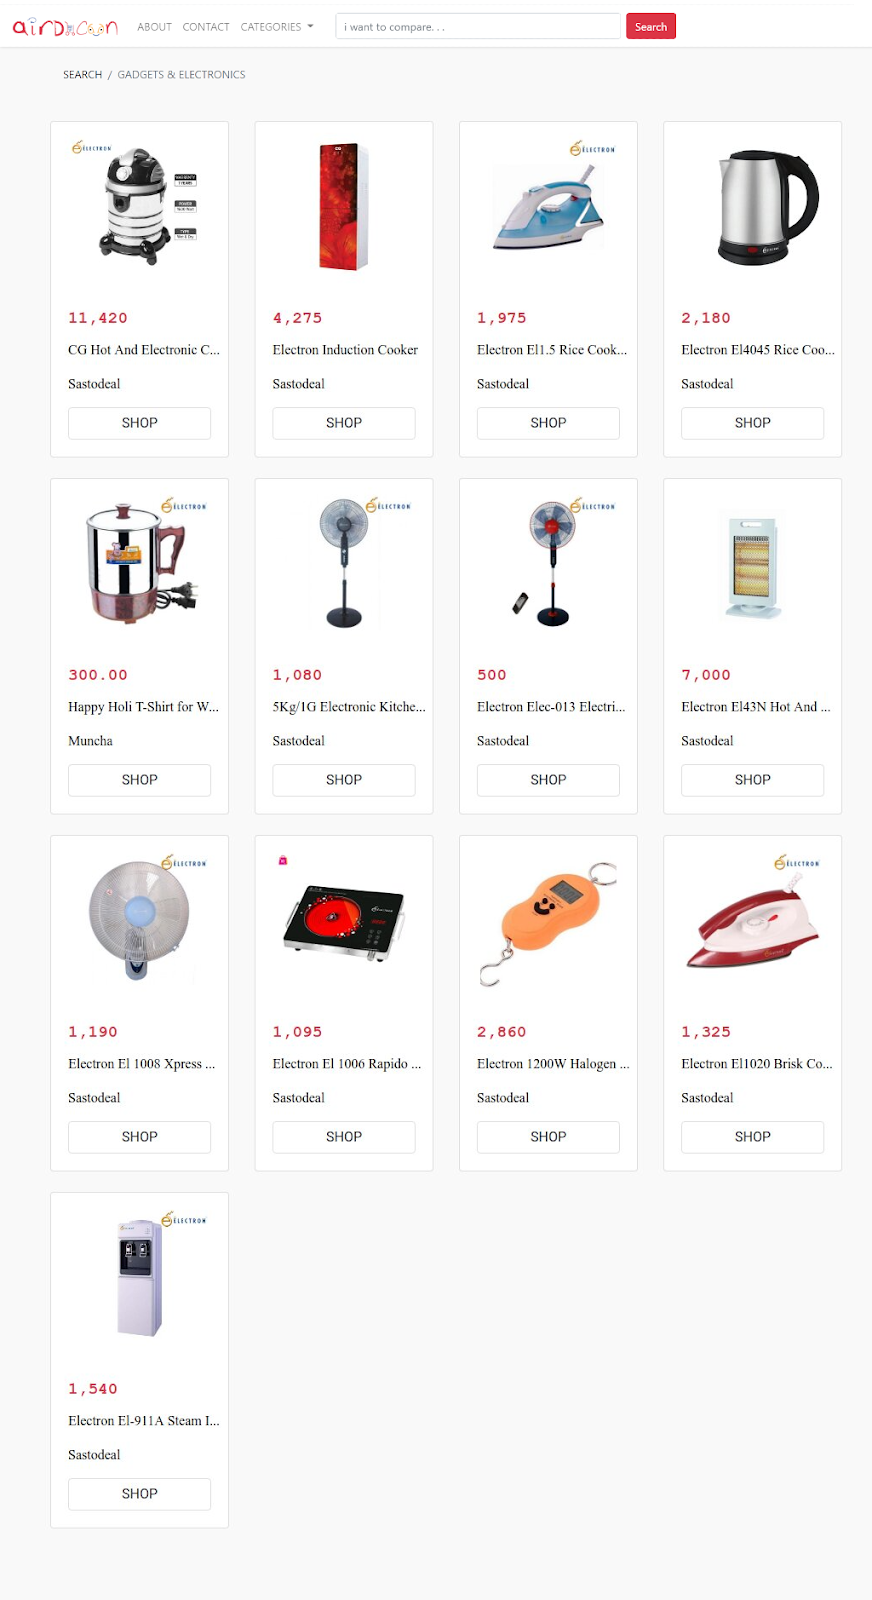 airDocoon ABOUT CONTACT CATEGORIES i want to compare. . . Search
SEARCH / GADGETS & ELECTRONICS
ELECTRON
WARRANTY
ELECTRON
11,420 4,275 1,975 2,180
CG Hot And Electronic C... Electron Induction Cooker Electron El1.5 Rice Cook... Electron El4045 Rice Coo...
Sastodeal Sastodeal Sastodeal Sastodeal
SHOP SHOP SHOP SHOP
ELECTRON ELECTRON ELECTRON
300.00 1,080 500 7,000
Happy Holi T-Shirt for W... 5Kg/1G Electronic Kitche... Electron Elec-013 Electri... Electron El43N Hot And ...
Muncha Sastodeal Sastodeal Sastodeal
SHOP SHOP SHOP SHOP
ELECTRON ELECTRON
1,190 1,095 2,860 1,325
Electron El 1008 Xpress ... Electron El 1006 Rapido ... Electron 1200W Halogen ... Electron El1020 Brisk Co...
Sastodeal Sastodeal Sastodeal Sastodeal
SHOP SHOP SHOP SHOP
ELECTRON
1,540
Electron El-911A Steam I...
Sastodeal
SHOP